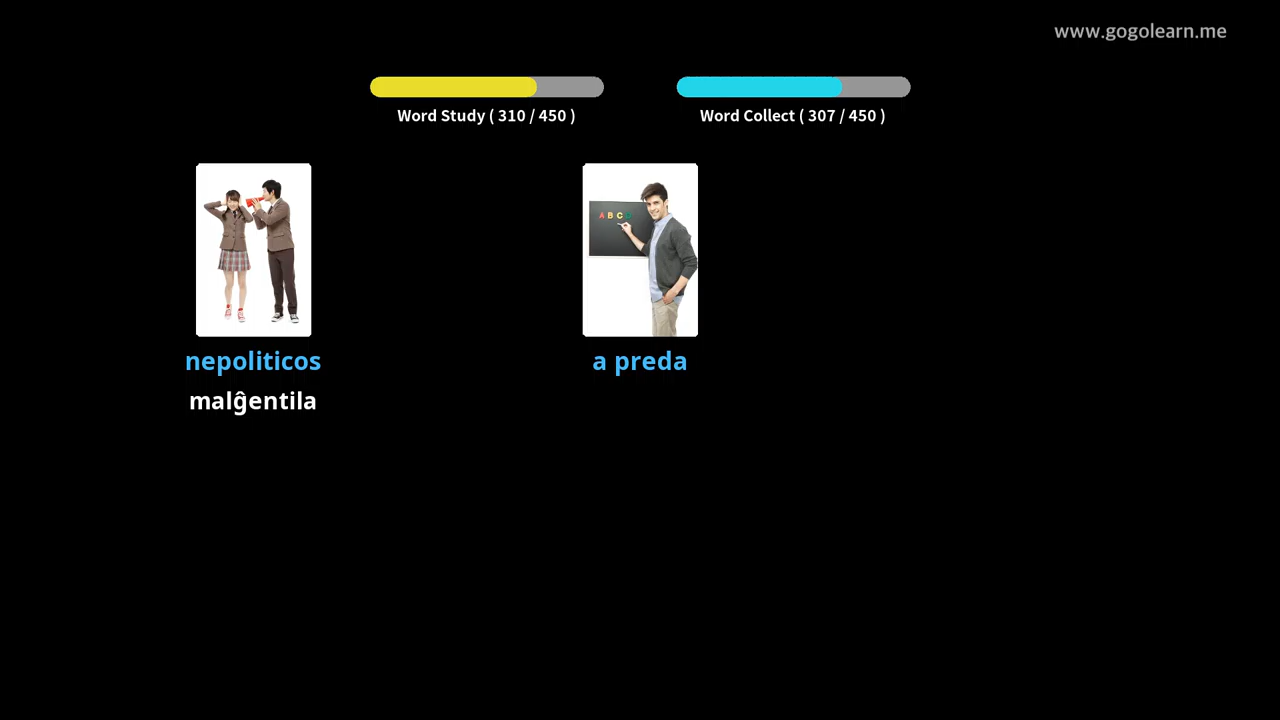 www.gogolearn.me
Word Study ( 310 / 450 )
Word Collect ( 307 / 450 )
A B C D
nepoliticos
a preda
malĝentila